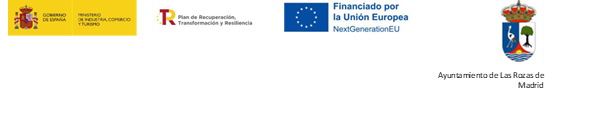 GOBIERNO
DE ESPAÑA
MINISTERIO
DE INDUSTRIA, COMERCIO
Y TURISMO
Plan de Recuperación,
Transformación y Resiliencia
Financiado por
la Unión Europea
NextGenerationEU
Ayuntamiento de Las Rozas de
Madrid